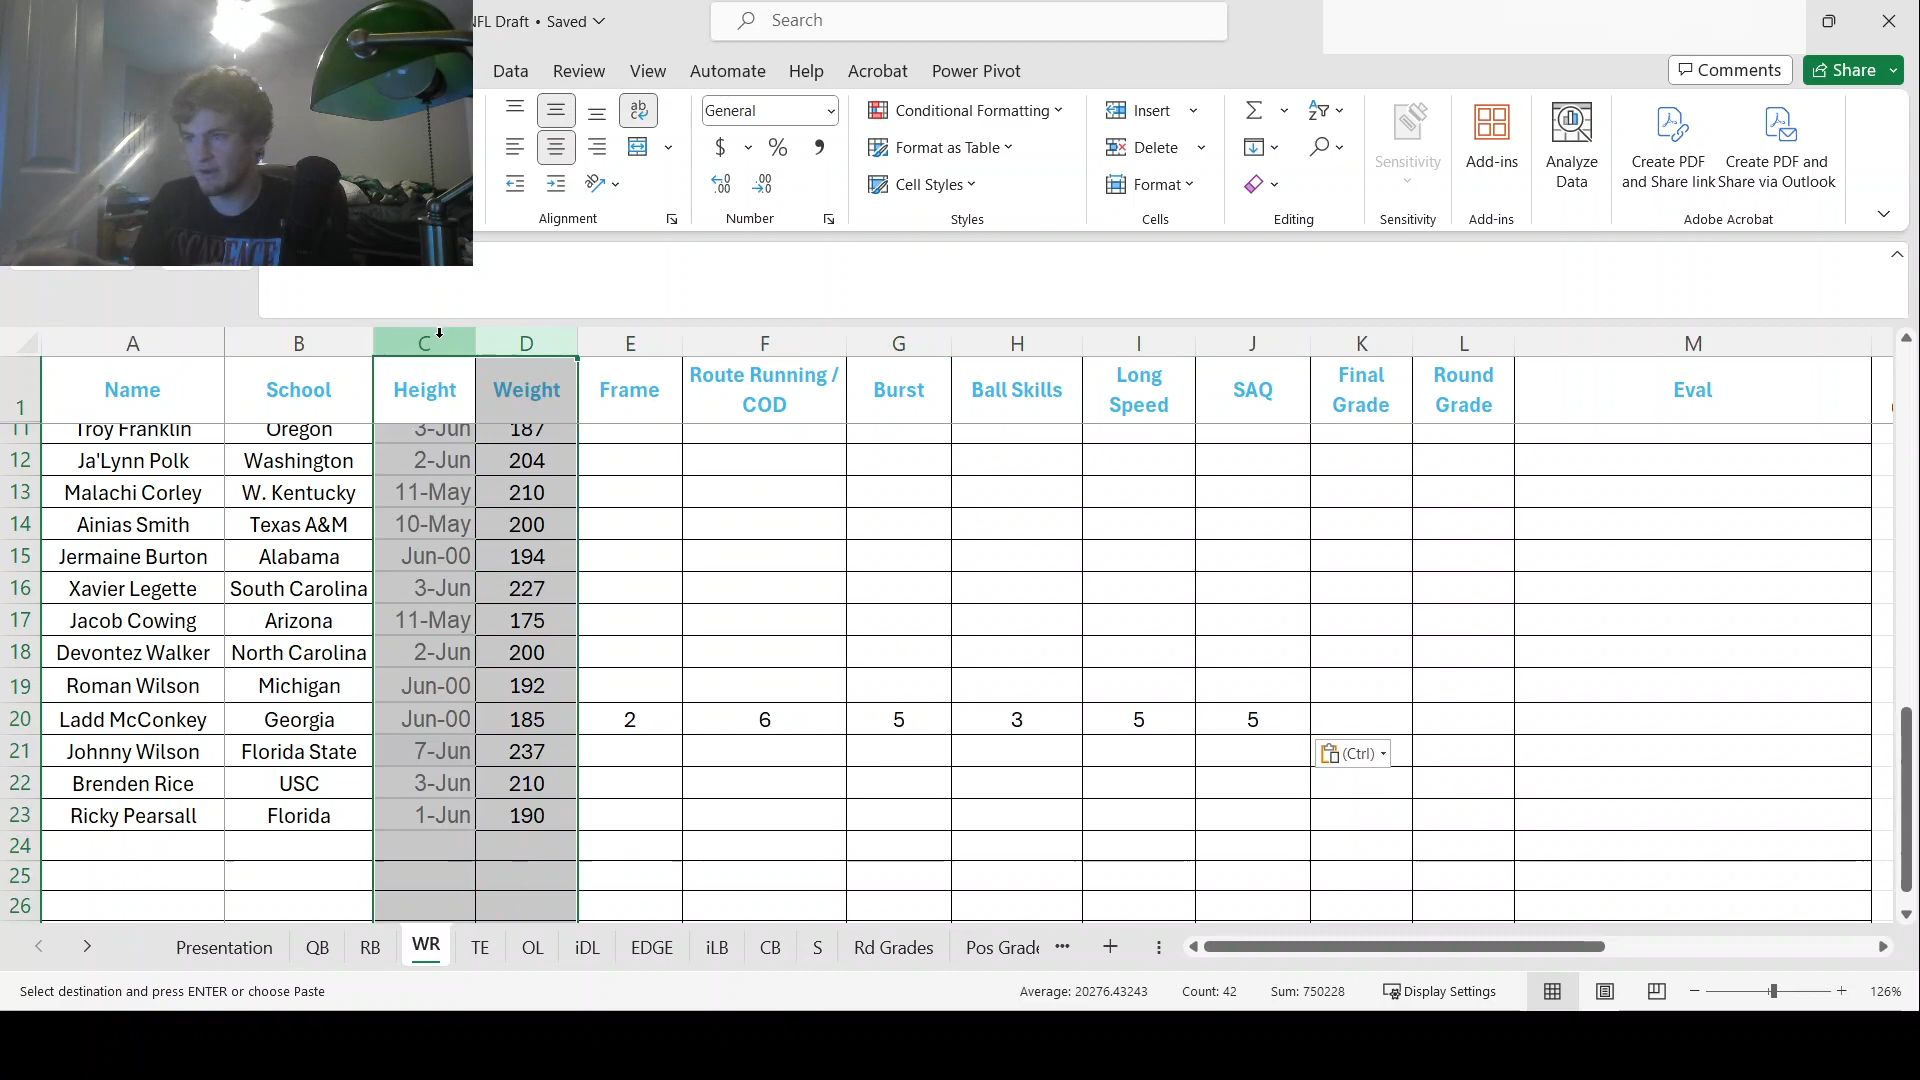 NFL Draft • Saved
Search
Data Review View Automate Help Acrobat Power Pivot
Comments Share
ab
General
Conditional Formatting
Insert
Format as Table
Delete
Cell Styles
Format
Sensitivity
Add-ins
Analyze
Data
Create PDF
and Share link
Create PDF and
Share via Outlook
Alignment Number Styles Cells Editing Sensitivity Add-ins Adobe Acrobat
A B C D E F G H I J K L M
1 Name School Height Weight Frame Route Running / COD Burst Ball Skills Long Speed SAQ Final Grade Round Grade Eval
11 Troy Franklin Oregon 3-Jun 187
12 Ja'Lynn Polk Washington 2-Jun 204
13 Malachi Corley W. Kentucky 11-May 210
14 Ainias Smith Texas A&M 10-May 200
15 Jermaine Burton Alabama Jun-00 194
16 Xavier Legette South Carolina 3-Jun 227
17 Jacob Cowing Arizona 11-May 175
18 Devontez Walker North Carolina 2-Jun 200
19 Roman Wilson Michigan Jun-00 192
20 Ladd McConkey Georgia Jun-00 185 2 6 5 3 5 5
21 Johnny Wilson Florida State 7-Jun 237
(Ctrl)
22 Brenden Rice USC 3-Jun 210
23 Ricky Pearsall Florida 1-Jun 190
24
25
26
Presentation QB RB WR TE OL iDL EDGE iLB CB S Rd Grades Pos Grade
Select destination and press ENTER or choose Paste Average: 20276.43243 Count: 42 Sum: 750228 Display Settings 126%